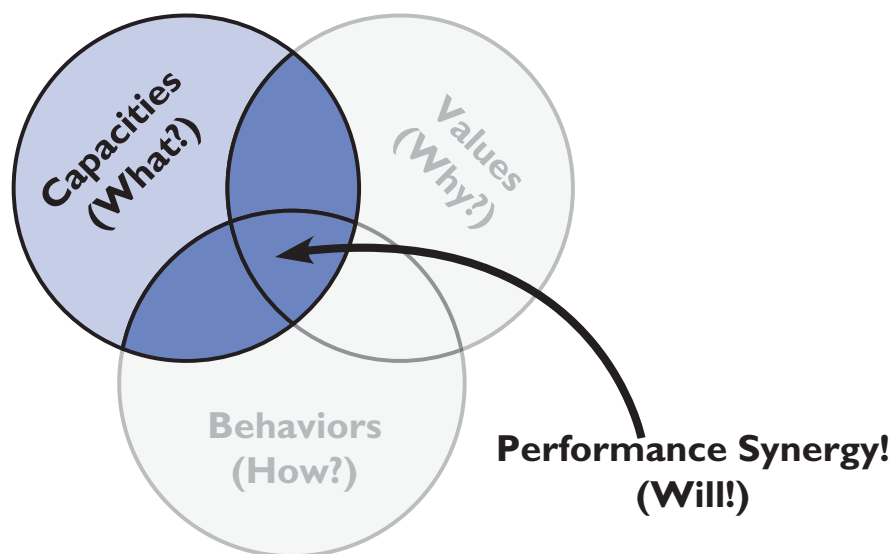 Capacities
(What?)
Values
(Why?)
Behaviors
(How?)
Performance Synergy!
(Will!)